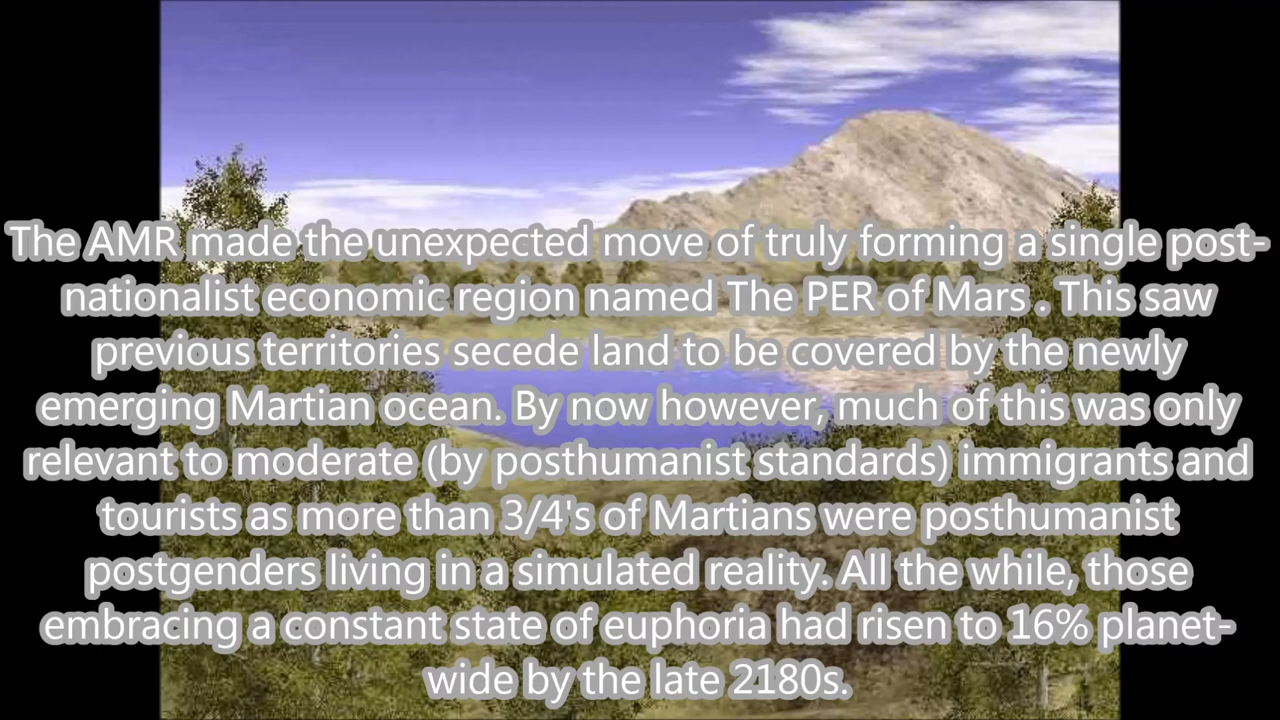 The AMR made the unexpected move of truly forming a single post-
nationalist economic region named The PER of Mars . This saw
previous territories secede land to be covered by the newly
emerging Martian ocean. By now however, much of this was only
relevant to moderate (by posthumanist standards) immigrants and
tourists as more than 3/4's of Martians were posthumanist
postgenders living in a simulated reality. All the while, those
embracing a constant state of euphoria had risen to 16% planet-
wide by the late 2180s.